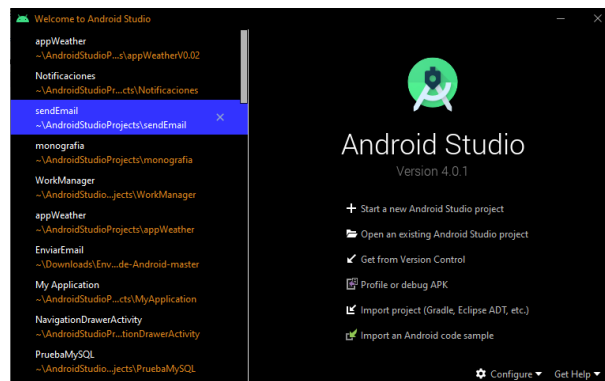 Welcome to Android Studio
appWeather
~\AndroidStudioP...s\appWeatherV0.02
Notificaciones
~\AndroidStudioPr...cts\Notificaciones
sendEmail
~\AndroidStudioProjects\sendEmail
monografia
~\AndroidStudioProjects\monografia
WorkManager
~\AndroidStudio...jects\WorkManager
appWeather
~\AndroidStudioProjects\appWeather
EnviarEmail
~\Downloads\Env...de-Android-master
My Application
~\AndroidStudioP...cts\MyApplication
NavigationDrawerActivity
~\AndroidStudioPr...tionDrawerActivity
PruebaMySQL
~\AndroidStudio...jects\PruebaMySQL
Android Studio
Version 4.0.1
Start a new Android Studio project
Open an existing Android Studio project
Get from Version Control
Profile or debug APK
Import project (Gradle, Eclipse ADT, etc.)
Import an Android code sample
Configure Get Help